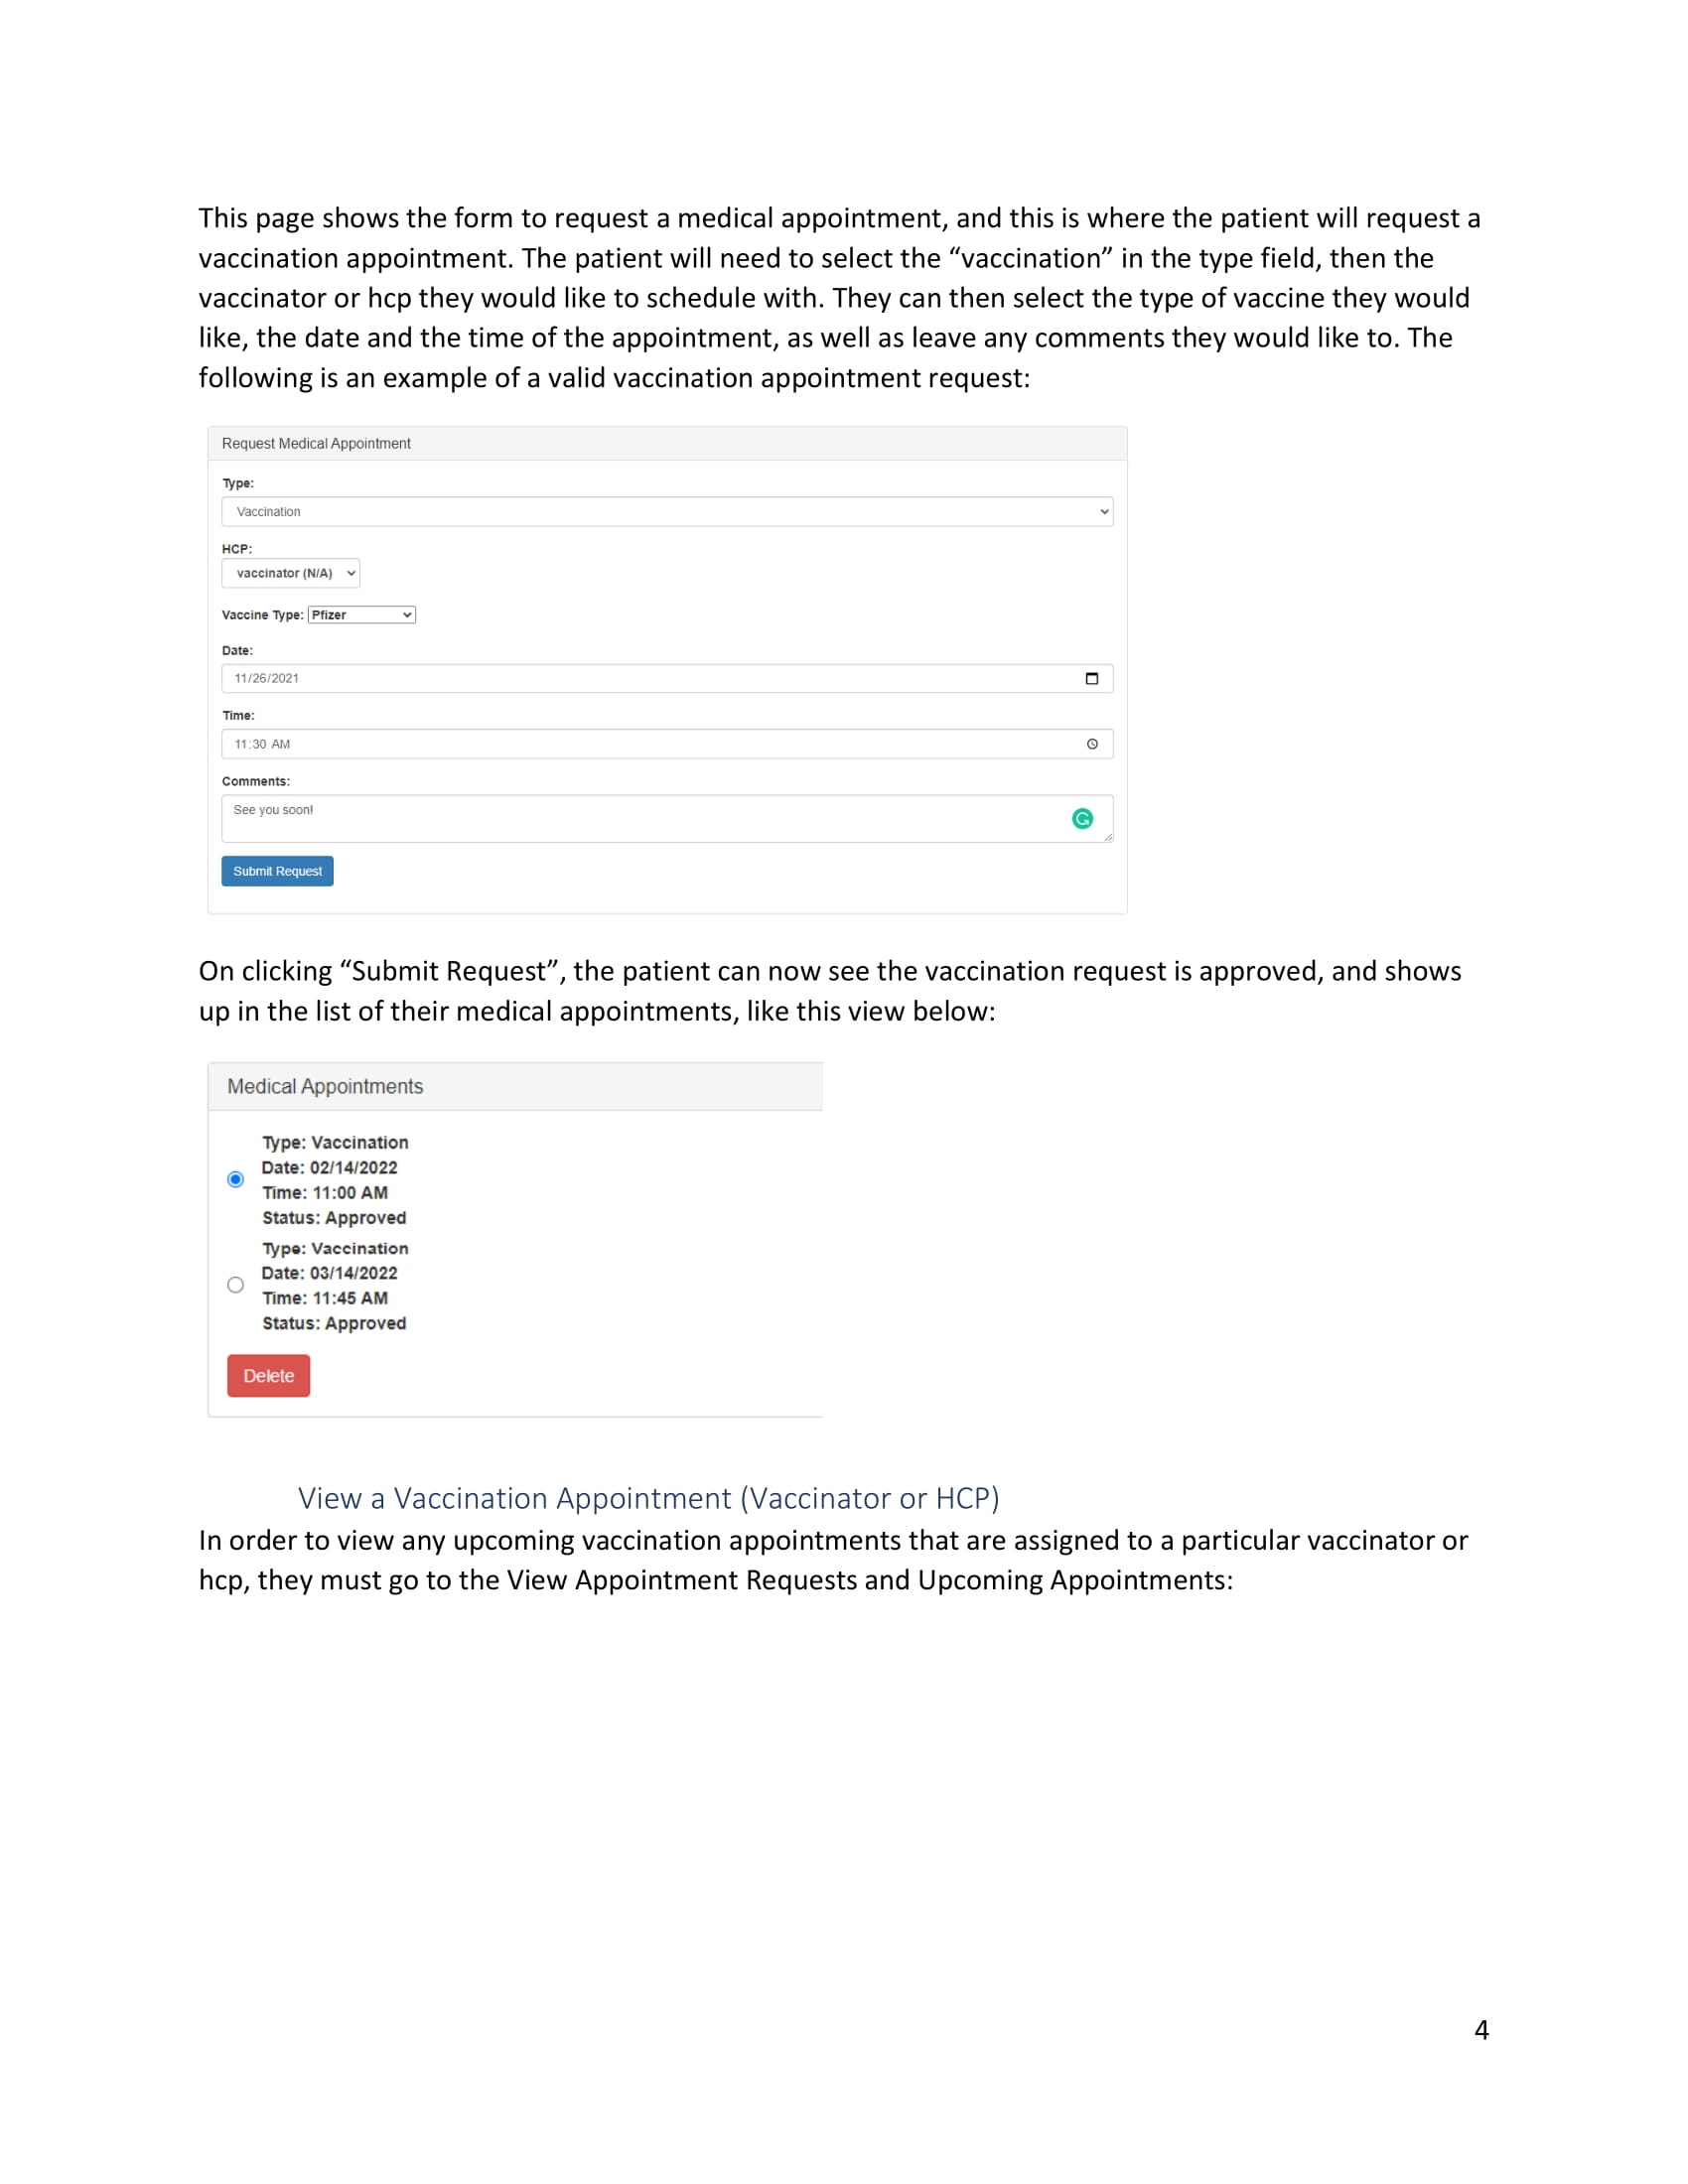 This page shows the form to request a medical appointment, and this is where the patient will request a
vaccination appointment. The patient will need to select the “vaccination” in the type field, then the
vaccinator or hcp they would like to schedule with. They can then select the type of vaccine they would
like, the date and the time of the appointment, as well as leave any comments they would like to. The
following is an example of a valid vaccination appointment request:
Request Medical Appointment
Type:
Vaccination
HCP:
vaccinator (N/A)
Vaccine Type: Pfizer
Date:
11/26/2021
Time:
11:30 AM
Comments:
See you soon!
Submit Request
On clicking “Submit Request”, the patient can now see the vaccination request is approved, and shows
up in the list of their medical appointments, like this view below:
Medical Appointments
Type: Vaccination
Date: 02/14/2022
Time: 11:00 AM
Status: Approved
Type: Vaccination
Date: 03/14/2022
Time: 11:45 AM
Status: Approved
Delete
View a Vaccination Appointment (Vaccinator or HCP)
In order to view any upcoming vaccination appointments that are assigned to a particular vaccinator or
hcp, they must go to the View Appointment Requests and Upcoming Appointments:
4